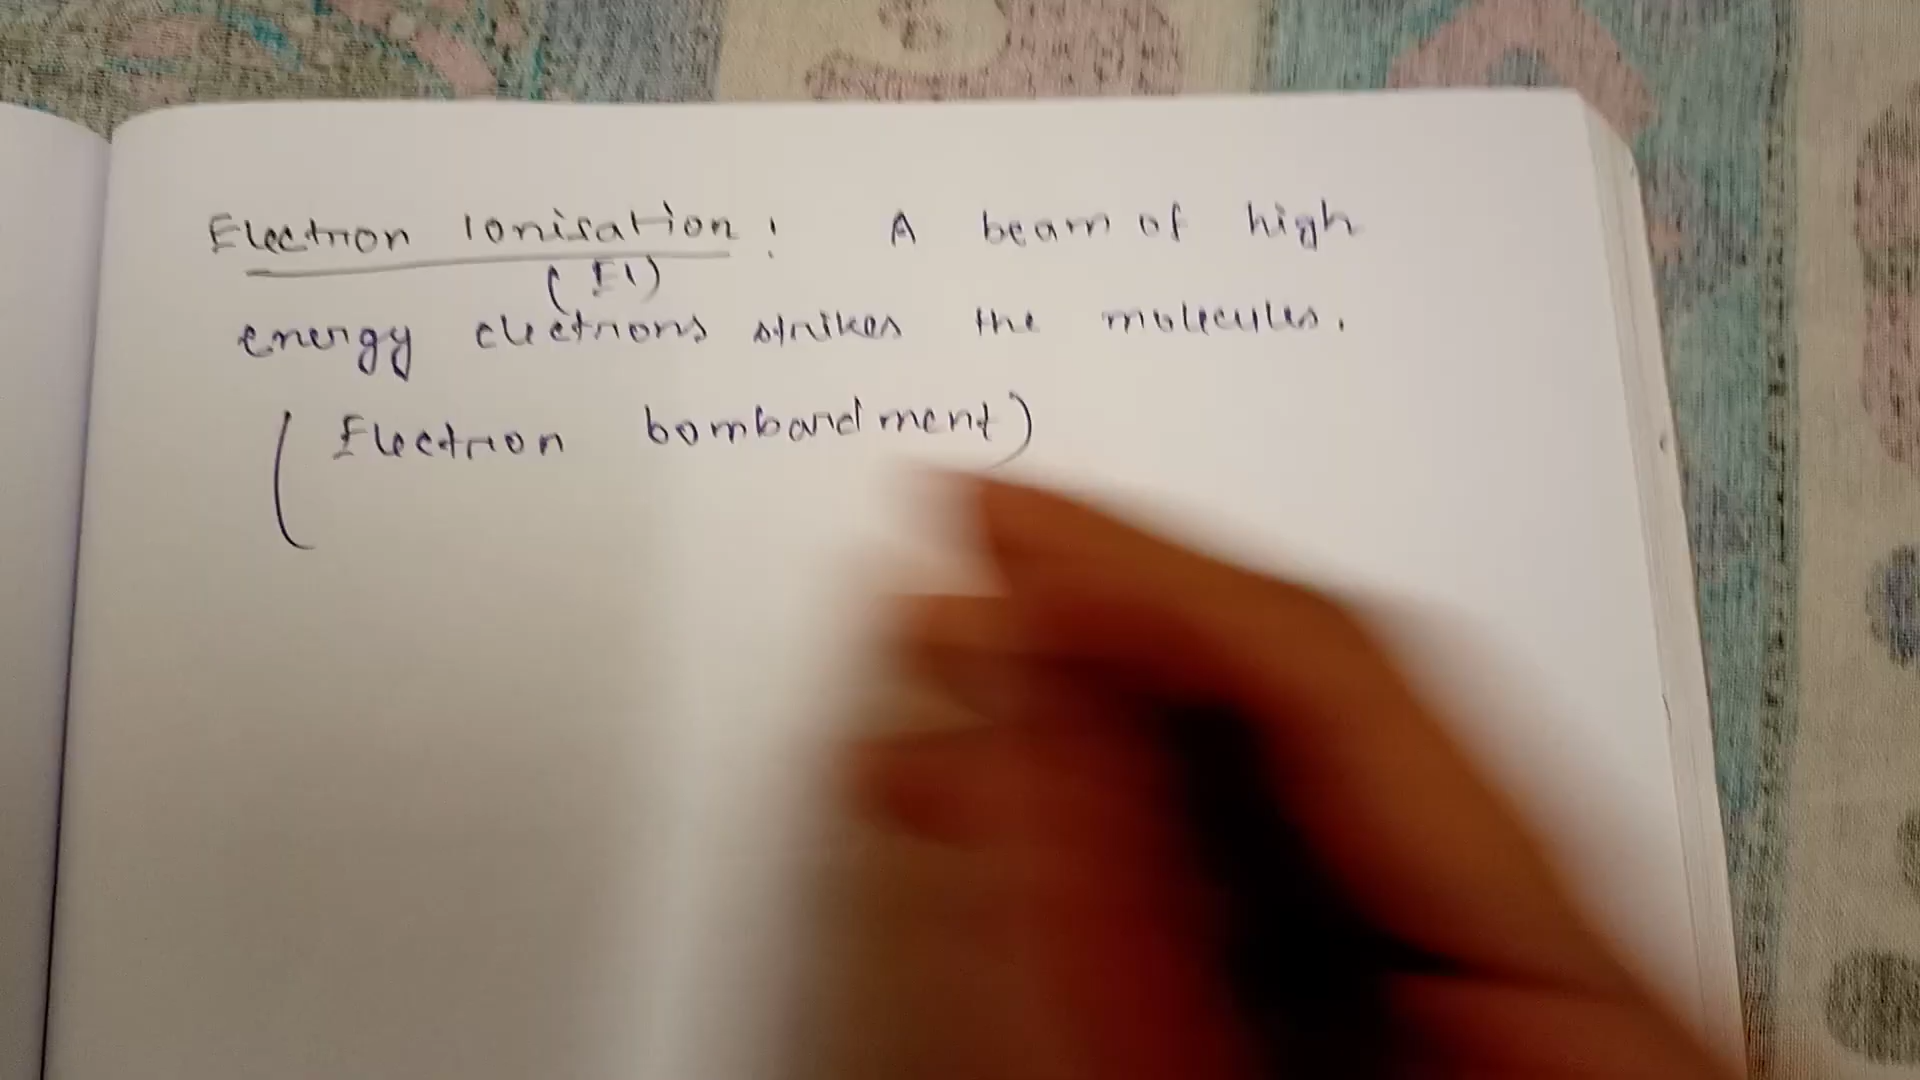 Electron Ionisation : A beam of high
(EI)
energy electrons strikes the molecules.
(Electron bombardment)